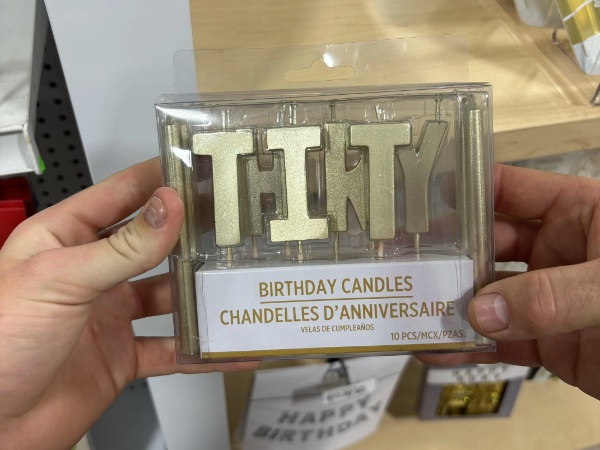 THIRTY
BIRTHDAY CANDLES
CHANDELLES D'ANNIVERSAIRE
VELAS DE CUMPLEAÑOS
10 PCS/MCX/PZAS.
HAPPY
BIRTHDAY